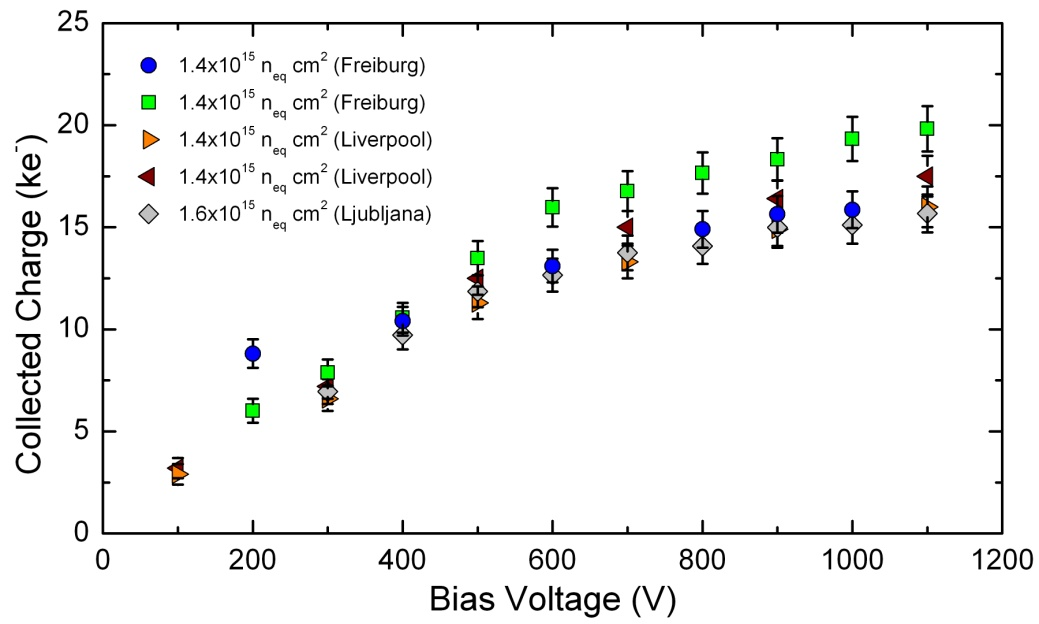 25
20
15
10
5
0
Collected Charge (ke⁻)
1.4x10¹⁵ n_eq cm² (Freiburg)
1.4x10¹⁵ n_eq cm² (Freiburg)
1.4x10¹⁵ n_eq cm² (Liverpool)
1.4x10¹⁵ n_eq cm² (Liverpool)
1.6x10¹⁵ n_eq cm² (Ljubljana)
0 200 400 600 800 1000 1200
Bias Voltage (V)